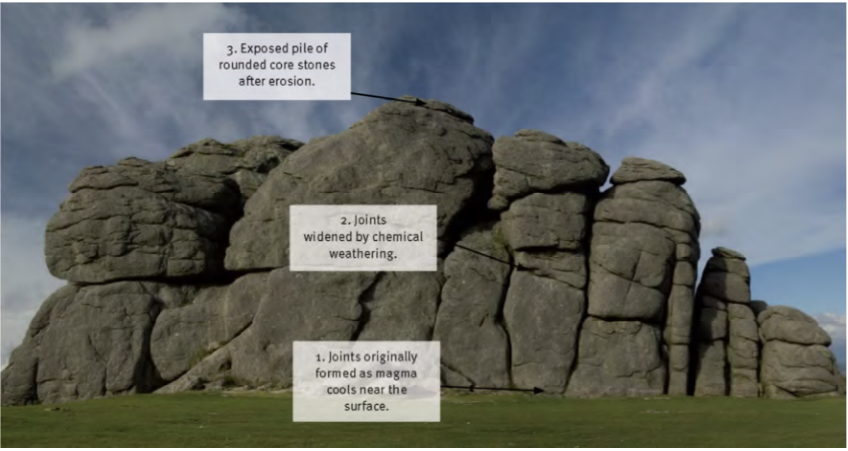 3. Exposed pile of
rounded core stones
after erosion.
2. Joints
widened by chemical
weathering.
1. Joints originally
formed as magma
cools near the
surface.